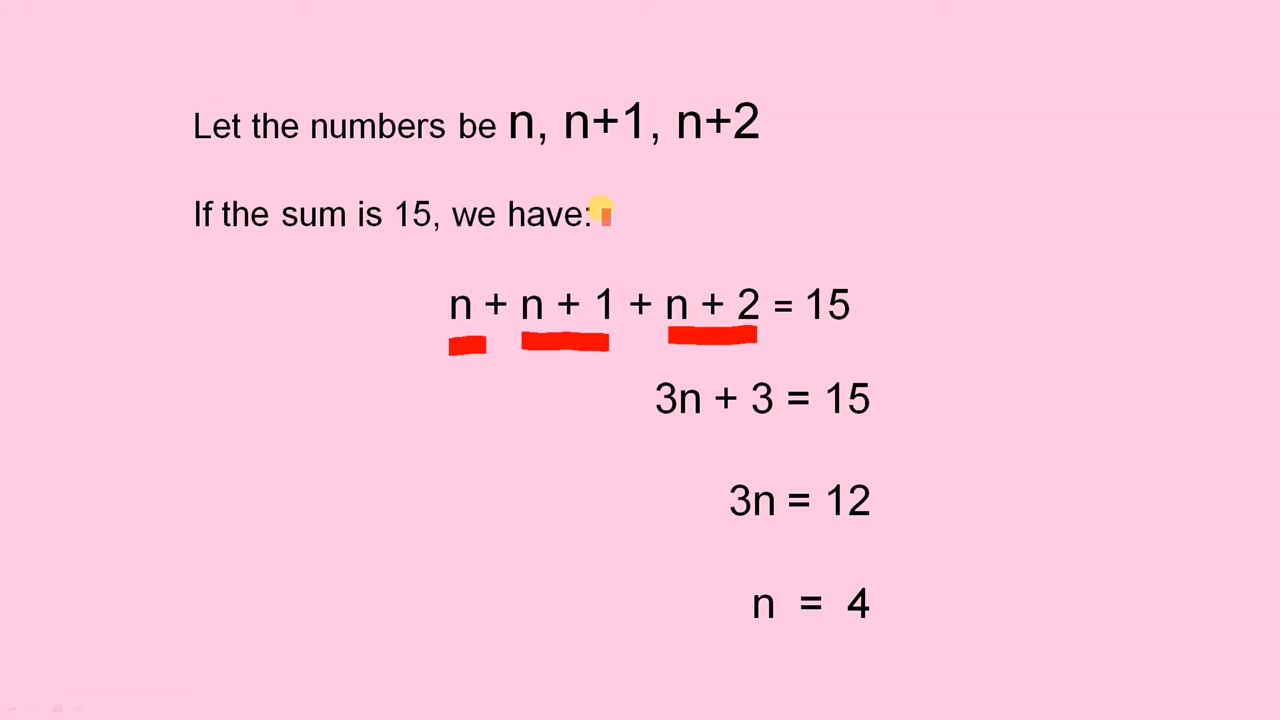 Let the numbers be n, n+1, n+2
If the sum is 15, we have:
n + n + 1 + n + 2 = 15
3n + 3 = 15
3n = 12
n = 4